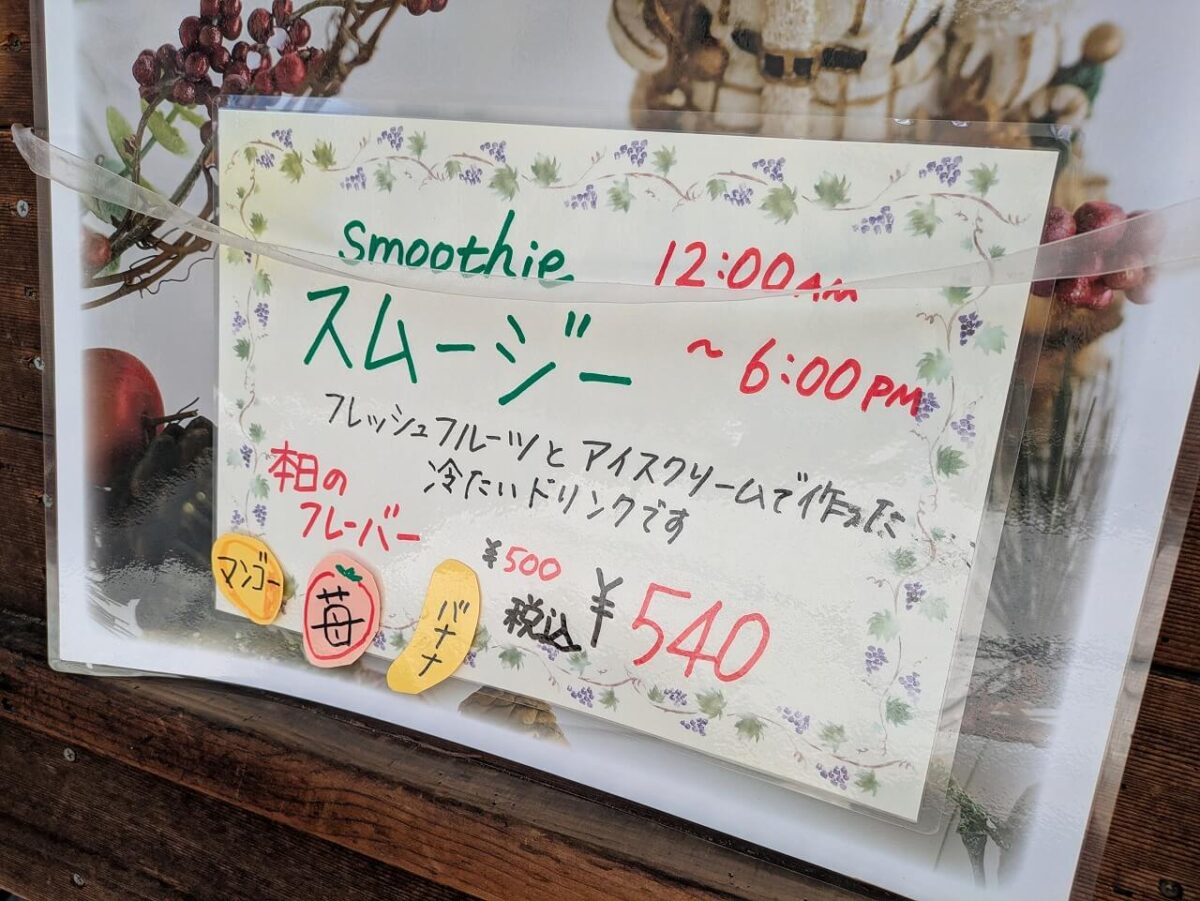 Smoothie
12:00AM
スムージー
~6:00PM
フレッシュフルーツとアイスクリームで作った
冷たいドリンクです
本日の
フレーバー
マンゴー
苺
バナナ
¥500
税込¥540